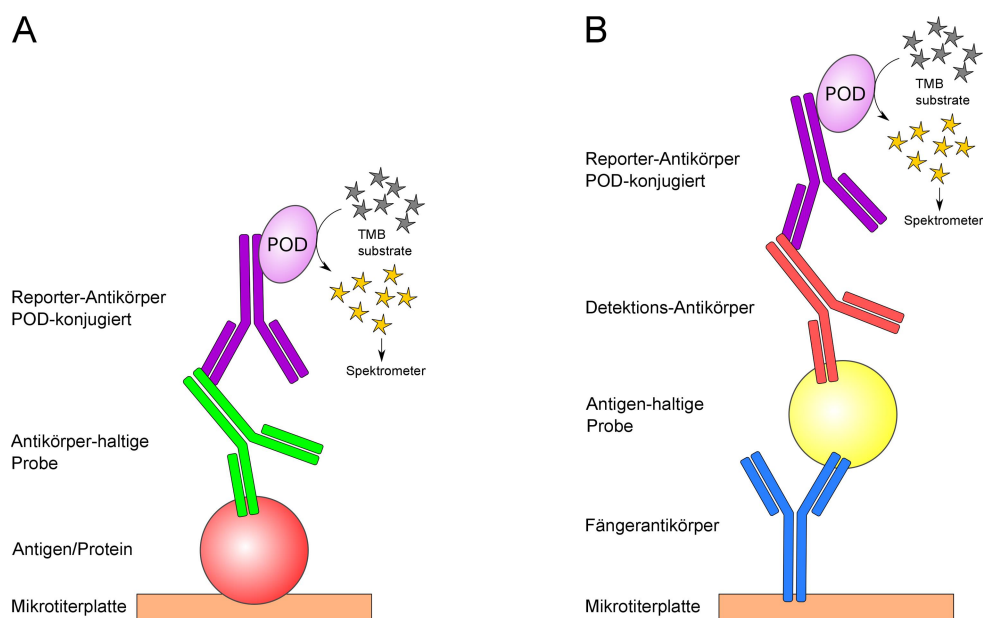 A
POD
TMB
substrate
Reporter-Antikörper
POD-konjugiert
Spektrometer
Antikörper-haltige
Probe
Antigen/Protein
Mikrotiterplatte
B
POD
TMB
substrate
Reporter-Antikörper
POD-konjugiert
Spektrometer
Detektions-Antikörper
Antigen-haltige
Probe
Fängerantikörper
Mikrotiterplatte